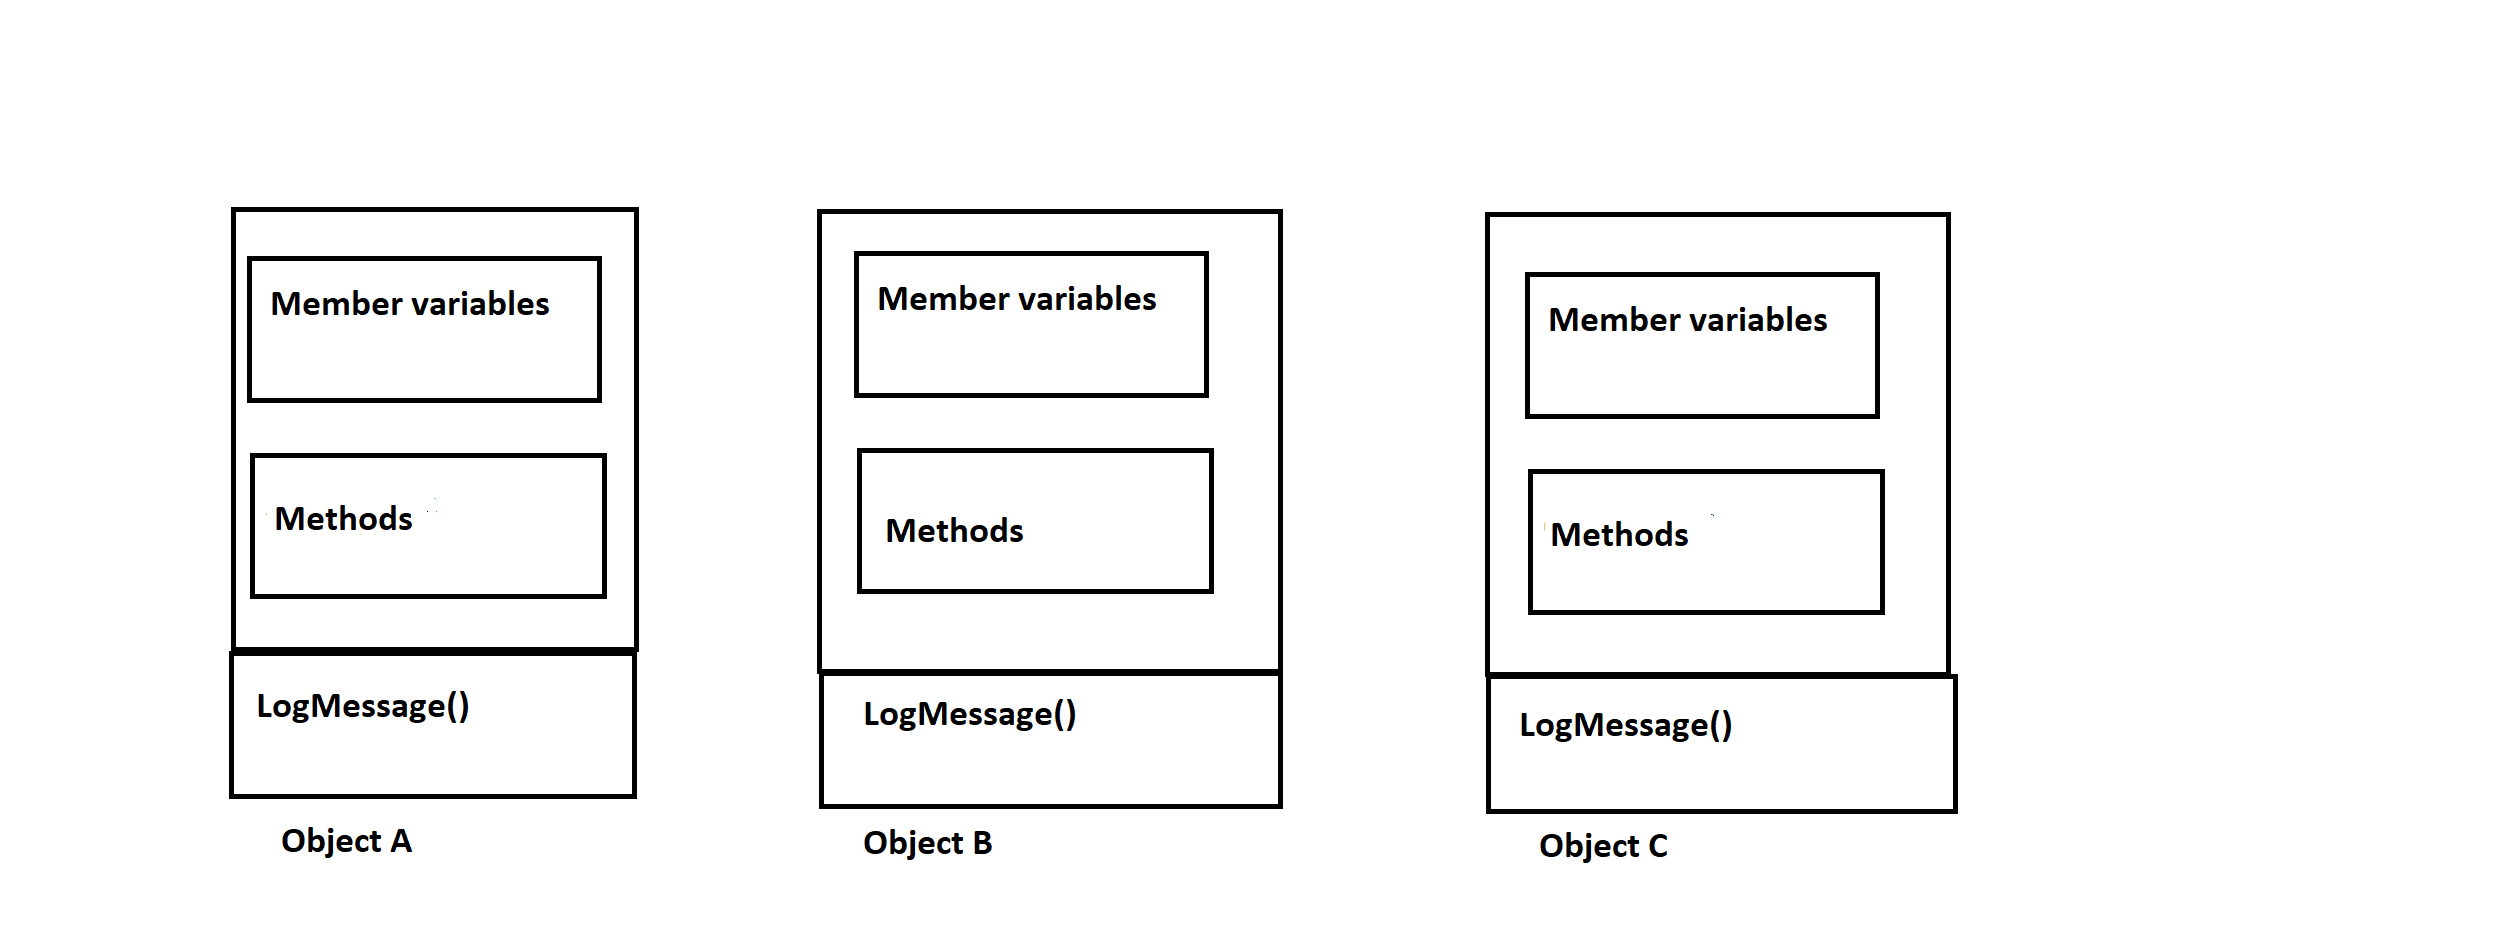 Member variables
Methods
LogMessage()
Object A
Member variables
Methods
LogMessage()
Object B
Member variables
Methods
LogMessage()
Object C